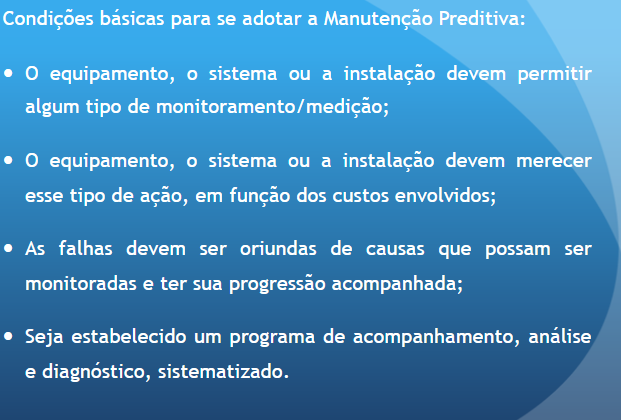 Condições básicas para se adotar a Manutenção Preditiva:
• O equipamento, o sistema ou a instalação devem permitir
algum tipo de monitoramento/medição;
• O equipamento, o sistema ou a instalação devem merecer
esse tipo de ação, em função dos custos envolvidos;
• As falhas devem ser oriundas de causas que possam ser
monitoradas e ter sua progressão acompanhada;
• Seja estabelecido um programa de acompanhamento, análise
e diagnóstico, sistematizado.